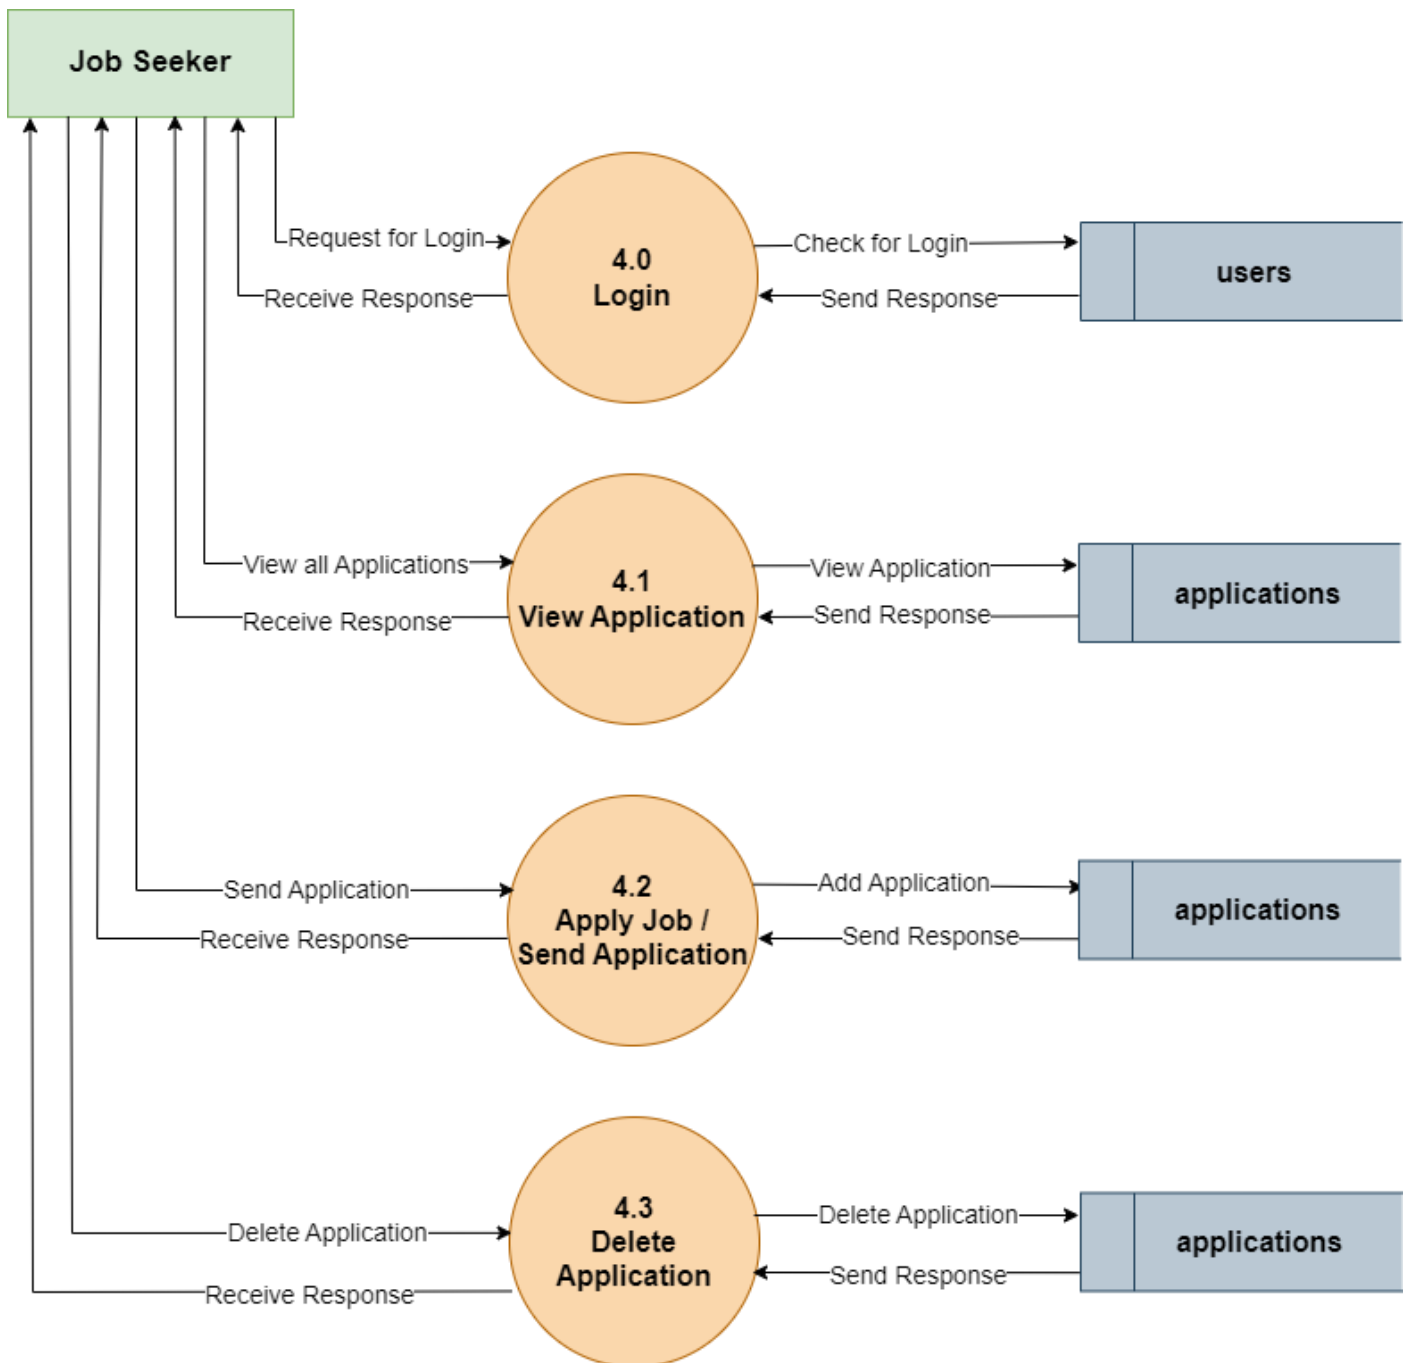 Job Seeker
Request for Login
Receive Response
4.0
Login
Check for Login
Send Response
users
View all Applications
Receive Response
4.1
View Application
View Application
Send Response
applications
Send Application
Receive Response
4.2
Apply Job /
Send Application
Add Application
Send Response
applications
Delete Application
Receive Response
4.3
Delete
Application
Delete Application
Send Response
applications